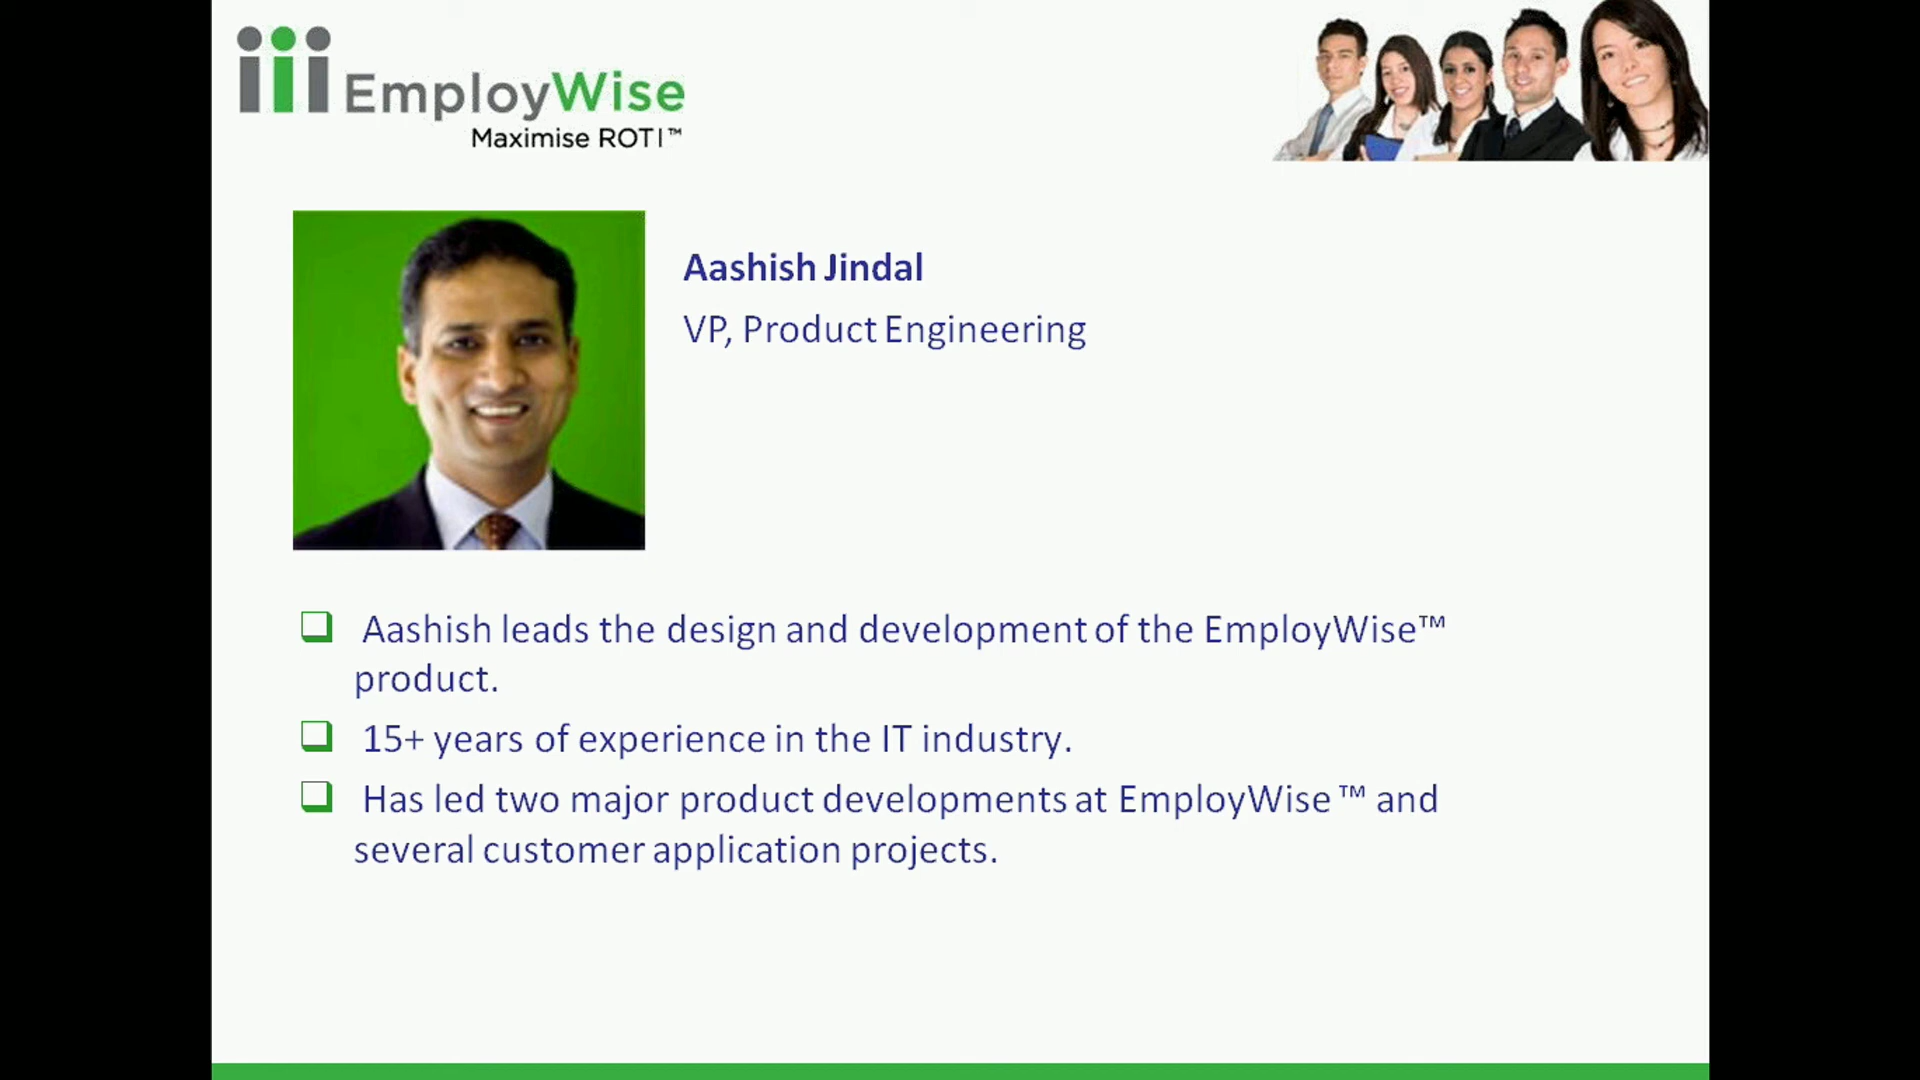 EmployWise
Maximise ROTI™
Aashish Jindal
VP, Product Engineering
Aashish leads the design and development of the EmployWise™
product.
15+ years of experience in the IT industry.
Has led two major product developments at EmployWise ™ and
several customer application projects.